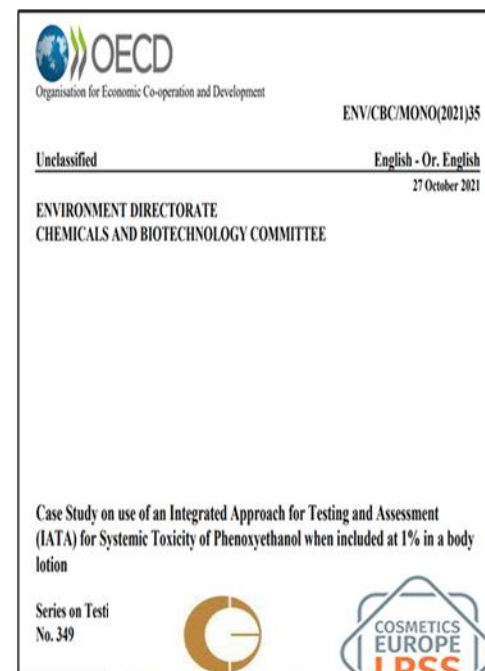 OECD
Organisation for Economic Co-operation and Development
ENV/CBC/MONO(2021)35
Unclassified English - Or. English
27 October 2021
ENVIRONMENT DIRECTORATE
CHEMICALS AND BIOTECHNOLOGY COMMITTEE
Case Study on use of an Integrated Approach for Testing and Assessment
(IATA) for Systemic Toxicity of Phenoxyethanol when included at 1% in a body
lotion
Series on Testi
No. 349
COSMETICS
EUROPE
LRSS